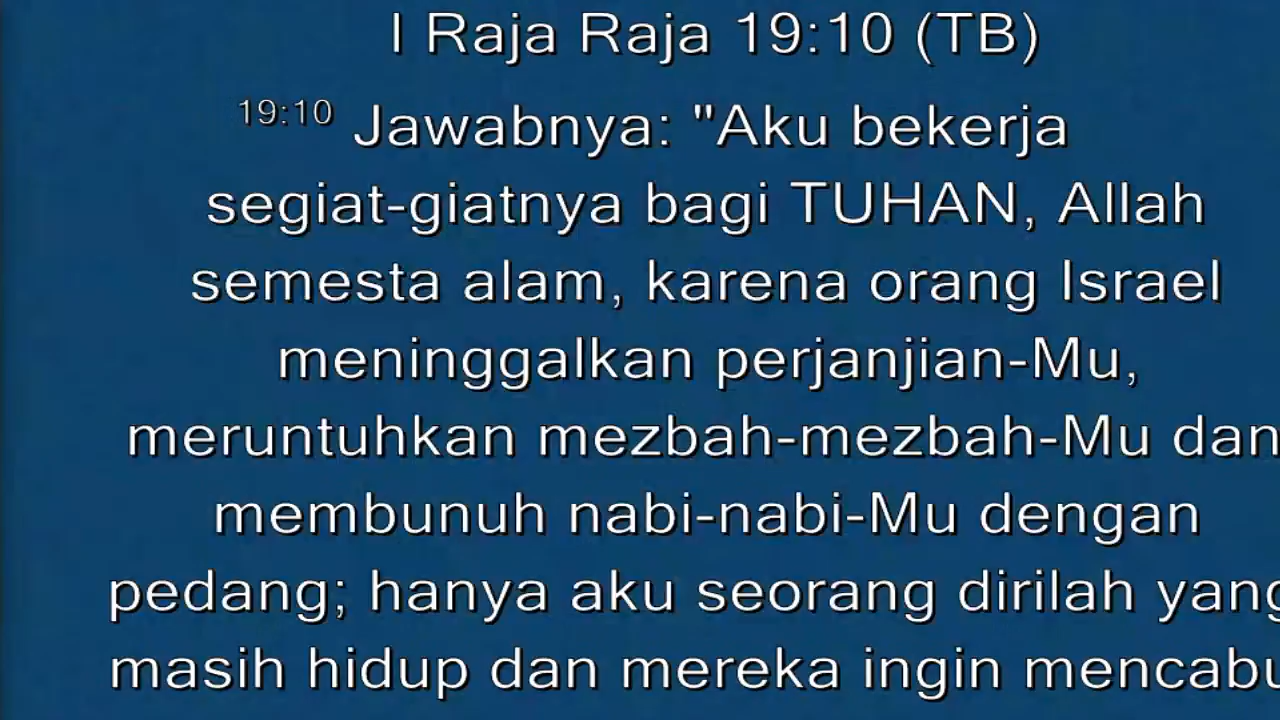 I Raja Raja 19:10 (TB)
19:10 Jawabnya: "Aku bekerja
segiat-giatnya bagi TUHAN, Allah
semesta alam, karena orang Israel
meninggalkan perjanjian-Mu,
meruntuhkan mezbah-mezbah-Mu dan
membunuh nabi-nabi-Mu dengan
pedang; hanya aku seorang dirilah yang
masih hidup dan mereka ingin mencabu